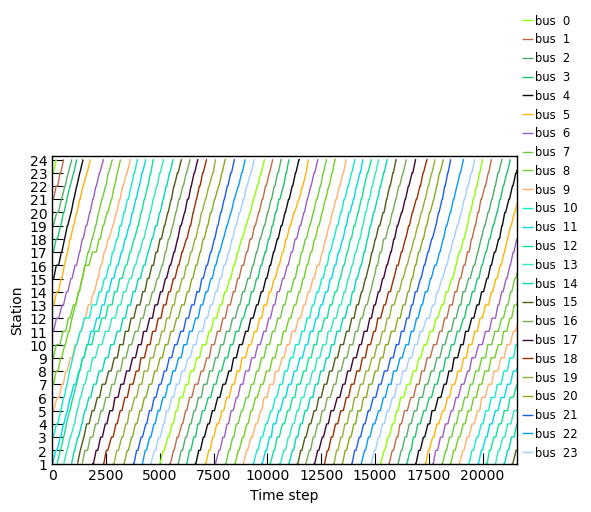 bus 0
bus 1
bus 2
bus 3
bus 4
bus 5
bus 6
bus 7
bus 8
bus 9
bus 10
bus 11
bus 12
bus 13
bus 14
bus 15
bus 16
bus 17
bus 18
bus 19
bus 20
bus 21
bus 22
bus 23
24
23
22
21
20
19
18
17
16
15
14
13
12
11
10
9
8
7
6
5
4
3
2
1
Station
0 2500 5000 7500 10000 12500 15000 17500 20000
Time step